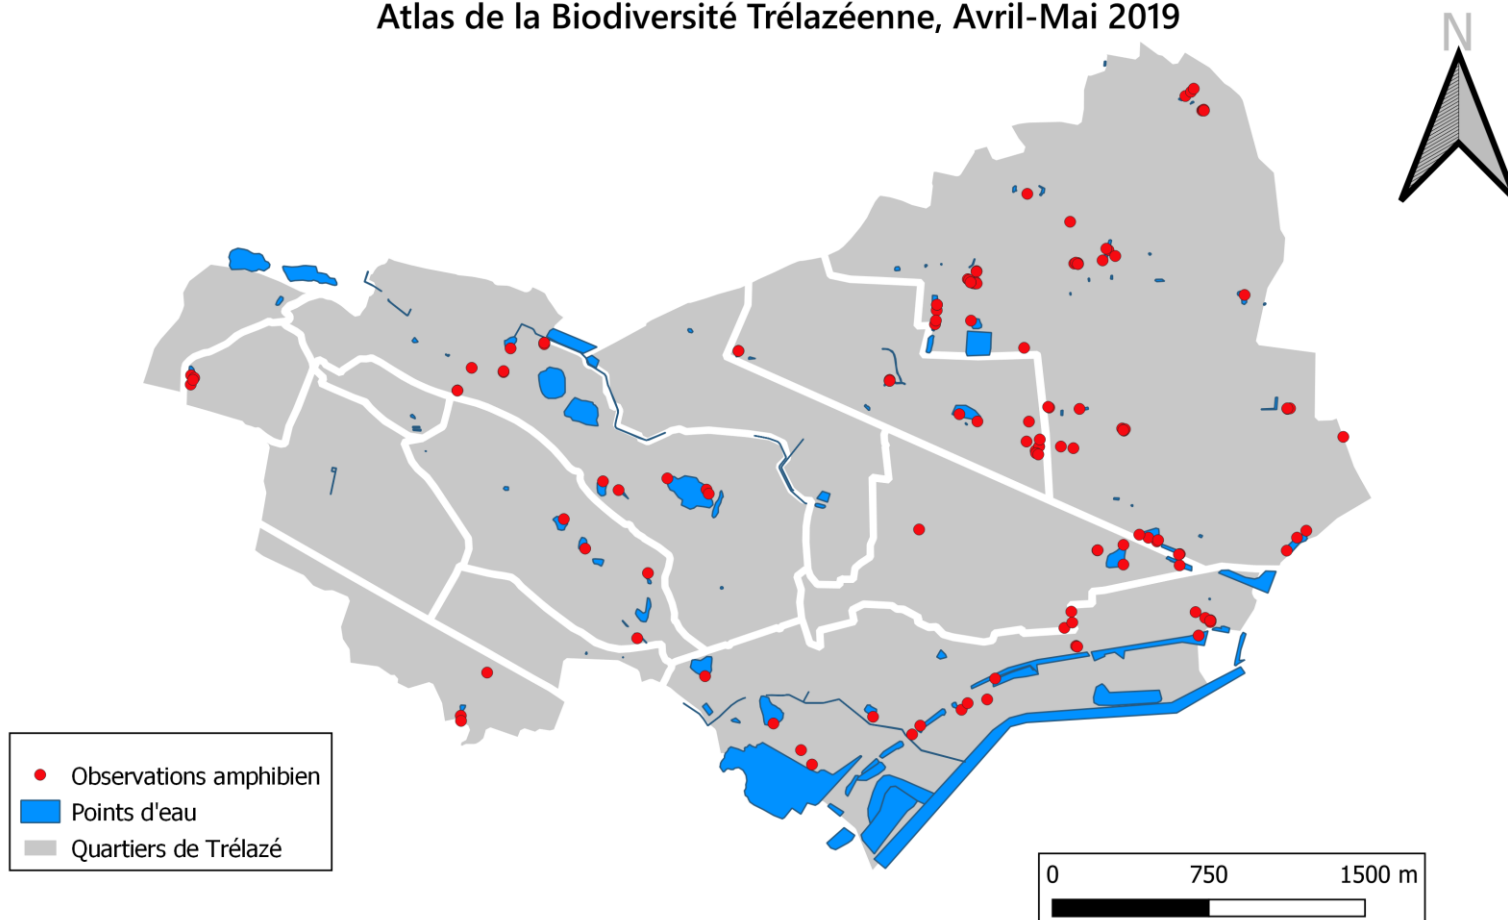 Atlas de la Biodiversité Trélazéenne, Avril-Mai 2019
N
Observations amphibien
Points d'eau
Quartiers de Trélazé
0 750 1500 m